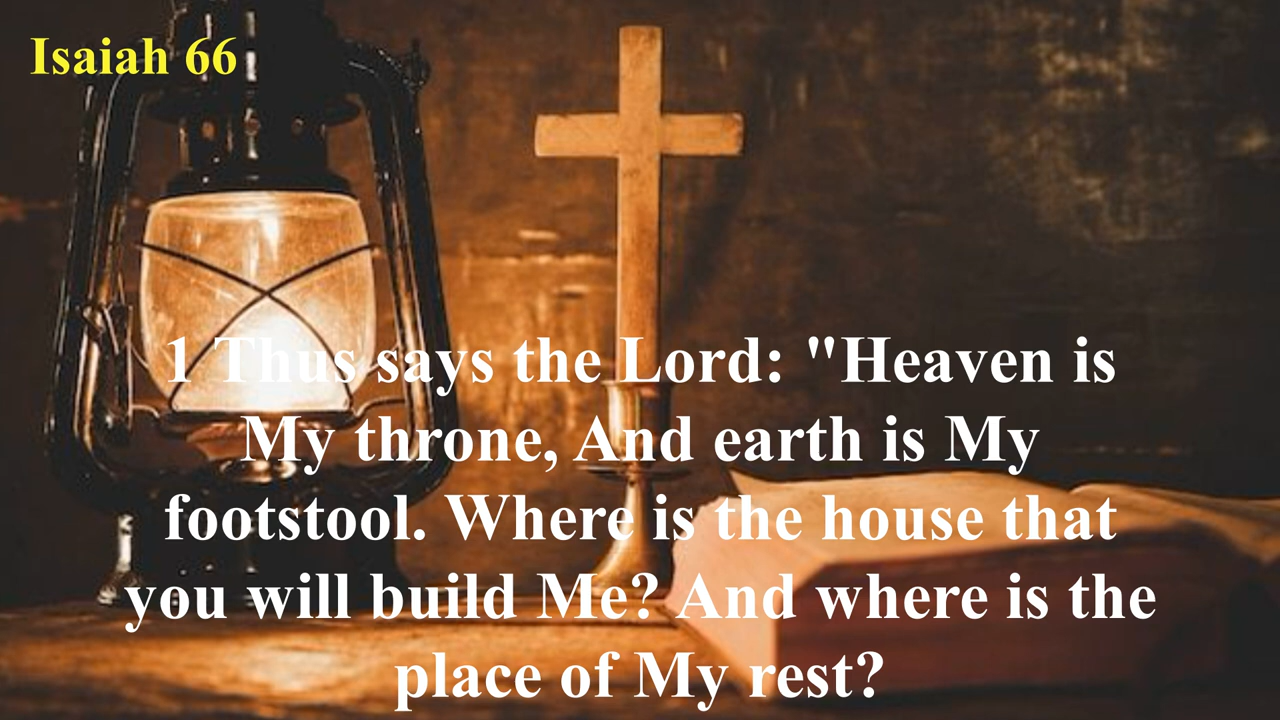 Isaiah 66
1 Thus says the Lord: "Heaven is
My throne, And earth is My
footstool. Where is the house that
you will build Me? And where is the
place of My rest?